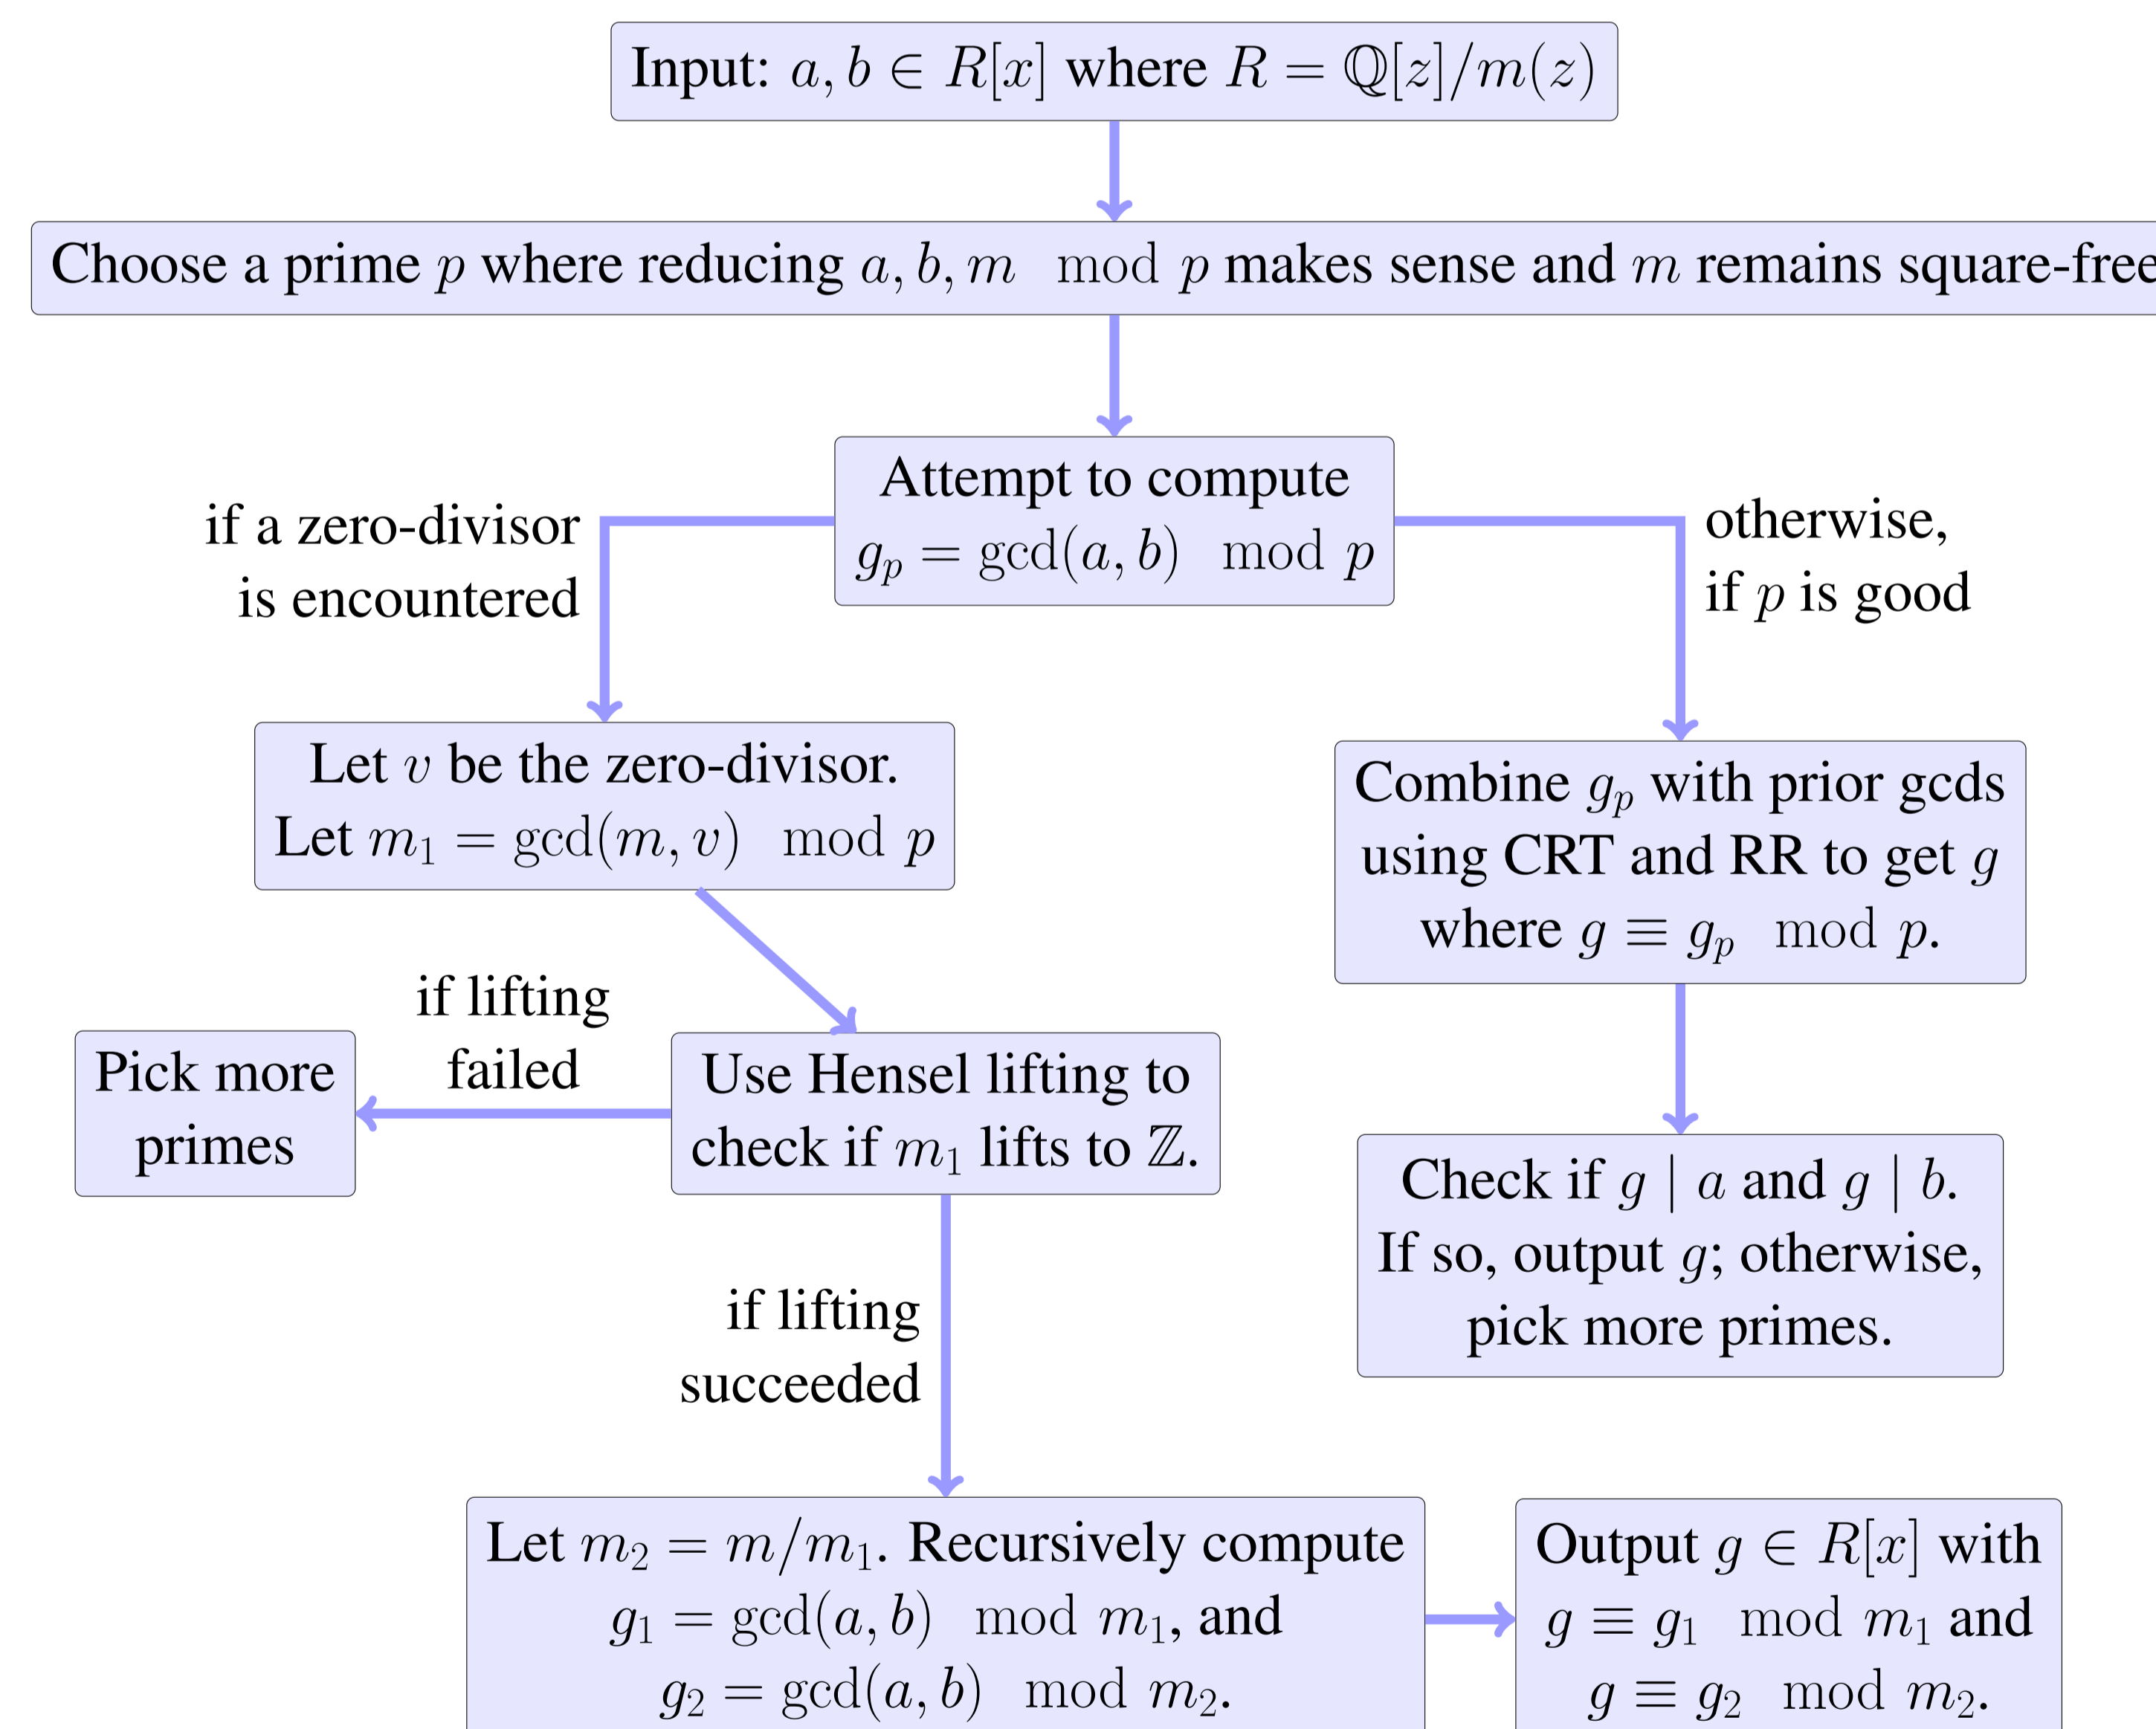 Input: a, b ∈ R[x] where R = ℚ[z]/m(z)
Choose a prime p where reducing a, b, m mod p makes sense and m remains square-free
Attempt to compute
g_p = gcd(a, b) mod p
if a zero-divisor
is encountered
otherwise,
if p is good
Let v be the zero-divisor.
Let m_1 = gcd(m, v) mod p
Combine g_p with prior gcds
using CRT and RR to get g
where g ≡ g_p mod p.
if lifting
failed
Pick more
primes
Use Hensel lifting to
check if m_1 lifts to ℤ.
Check if g | a and g | b.
If so, output g; otherwise,
pick more primes.
if lifting
succeeded
Let m_2 = m/m_1. Recursively compute
g_1 = gcd(a, b) mod m_1, and
g_2 = gcd(a, b) mod m_2.
Output g ∈ R[x] with
g ≡ g_1 mod m_1 and
g ≡ g_2 mod m_2.